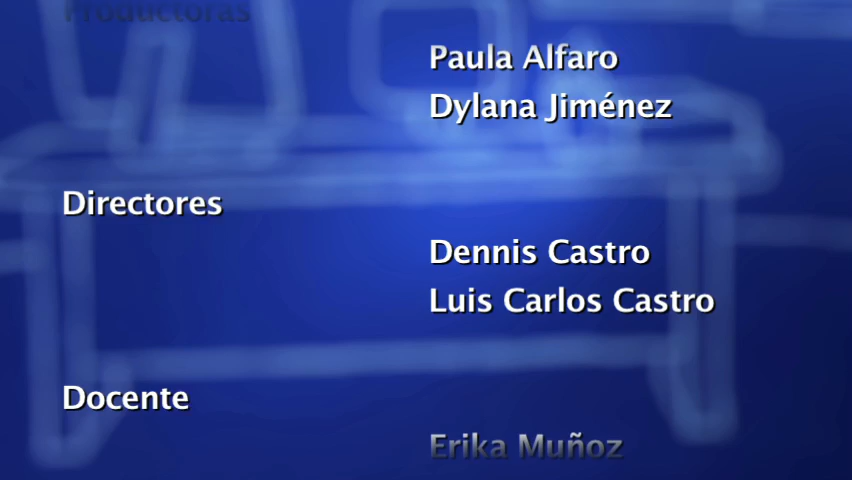 Productoras
Paula Alfaro
Dylana Jiménez
Directores
Dennis Castro
Luis Carlos Castro
Docente
Erika Muñoz